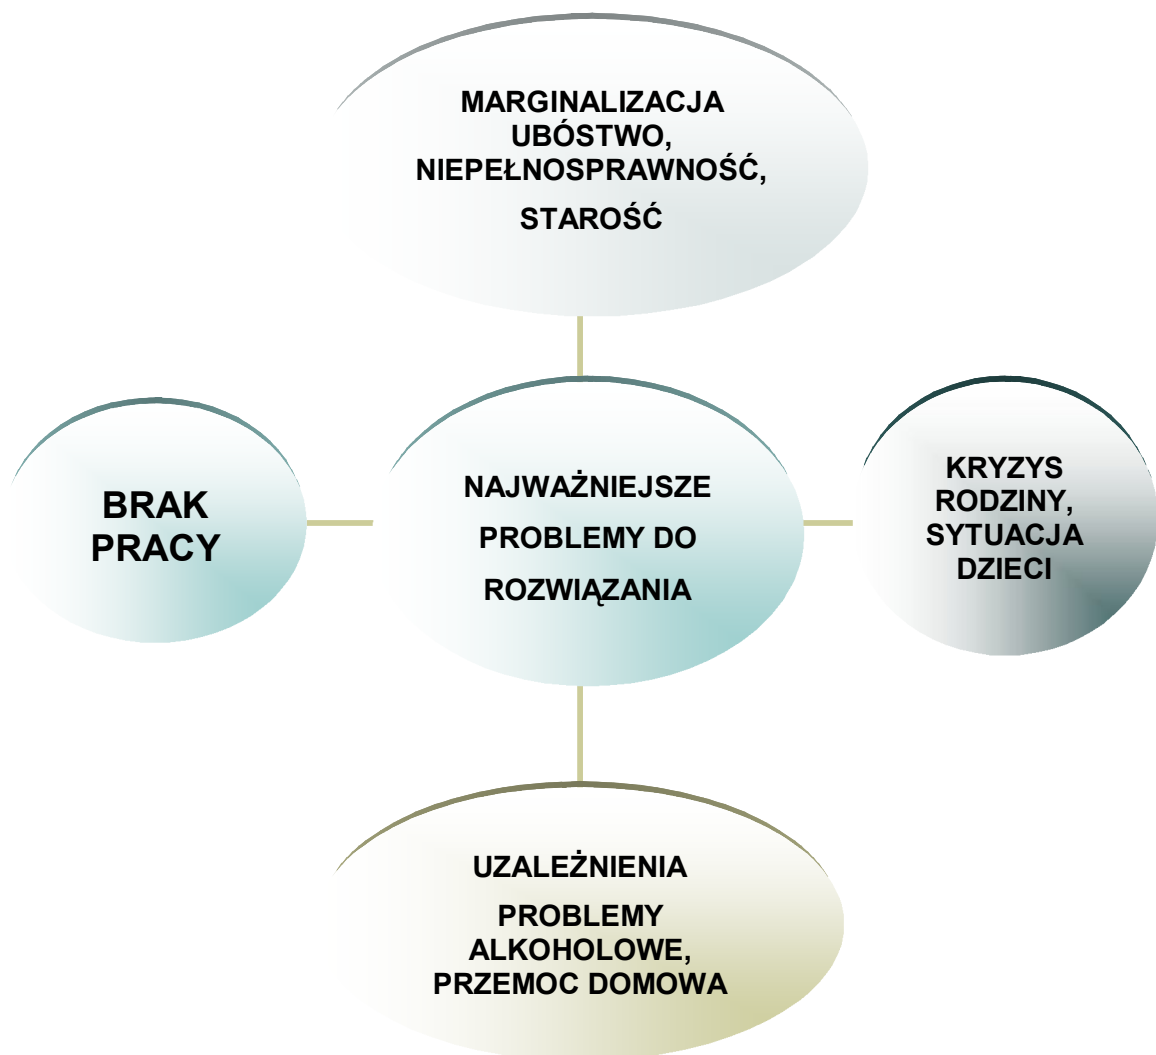 MARGINALIZACJA
UBÓSTWO,
NIEPEŁNOSPRAWNOŚĆ,
STAROŚĆ
BRAK
PRACY
NAJWAŻNIEJSZE
PROBLEMY DO
ROZWIĄZANIA
KRYZYS
RODZINY,
SYTUACJA
DZIECI
UZALEŻNIENIA
PROBLEMY
ALKOHOLOWE,
PRZEMOC DOMOWA